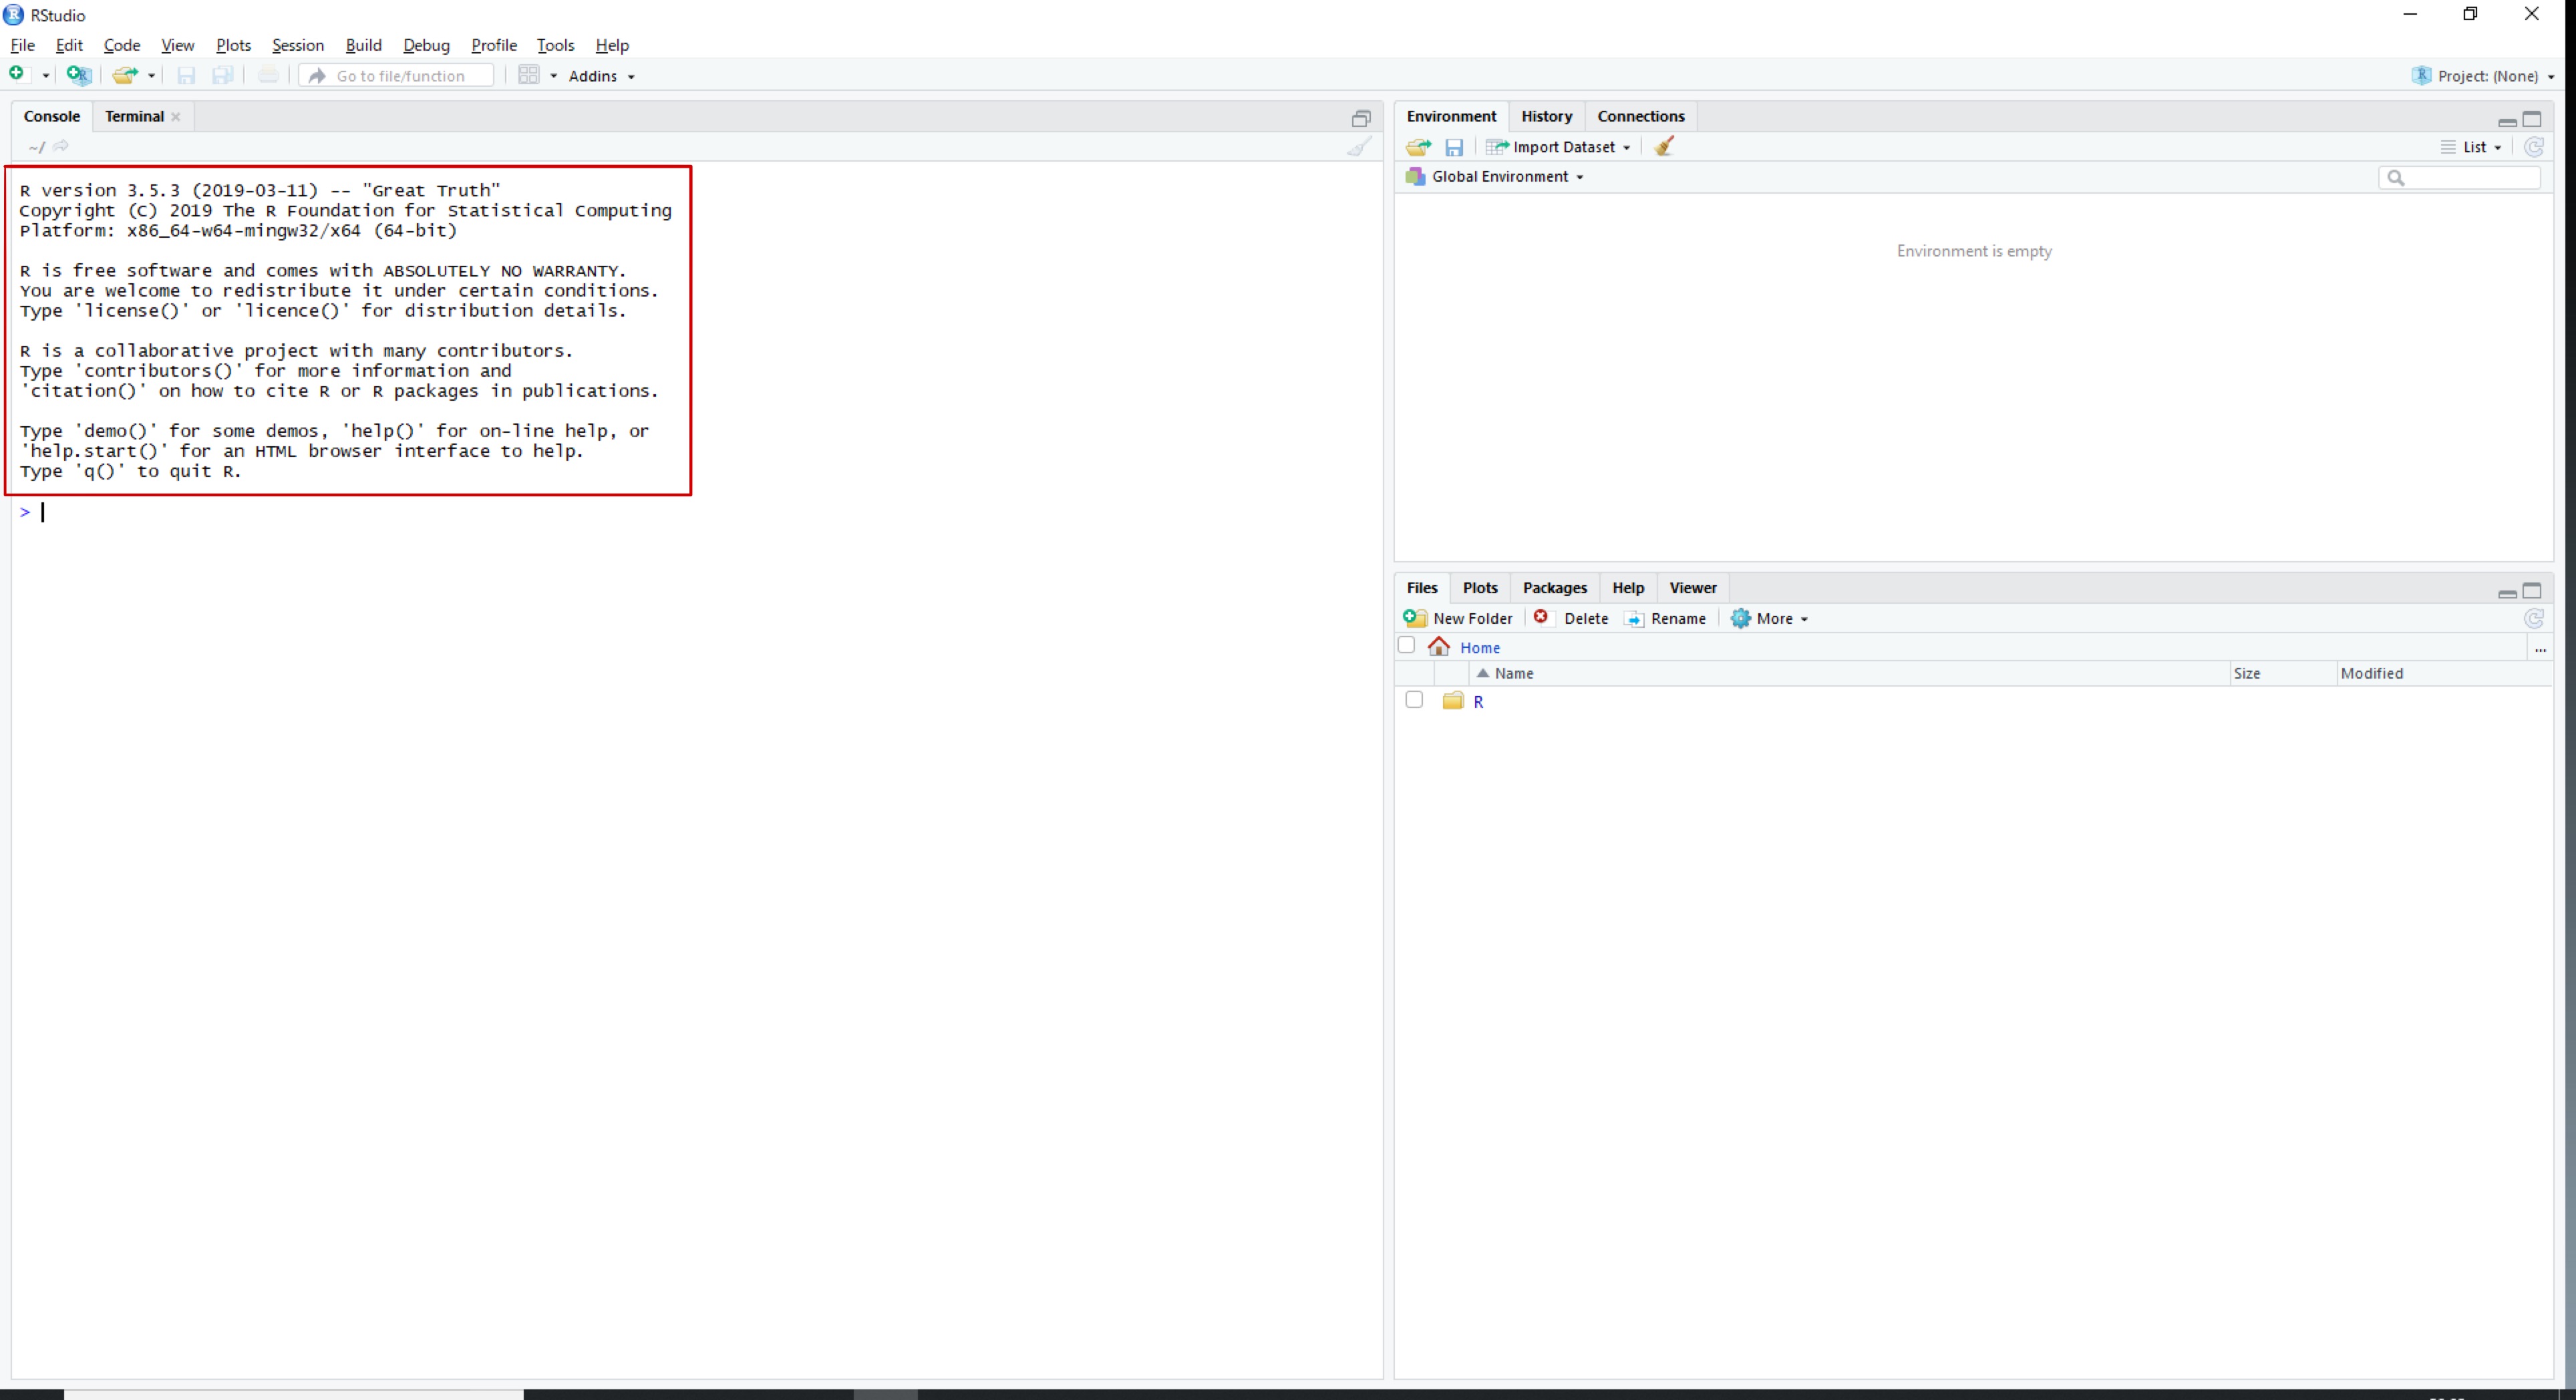 RStudio
File Edit Code View Plots Session Build Debug Profile Tools Help
Go to file/function Addins Project: (None)
Console Terminal
~/
R version 3.5.3 (2019-03-11) -- "Great Truth"
Copyright (C) 2019 The R Foundation for Statistical Computing
Platform: x86_64-w64-mingw32/x64 (64-bit)
R is free software and comes with ABSOLUTELY NO WARRANTY.
You are welcome to redistribute it under certain conditions.
Type 'license()' or 'licence()' for distribution details.
R is a collaborative project with many contributors.
Type 'contributors()' for more information and
'citation()' on how to cite R or R packages in publications.
Type 'demo()' for some demos, 'help()' for on-line help, or
'help.start()' for an HTML browser interface to help.
Type 'q()' to quit R.
>
Environment History Connections
Import Dataset List
Global Environment
Environment is empty
Files Plots Packages Help Viewer
New Folder Delete Rename More
Home ...
Name Size Modified
R